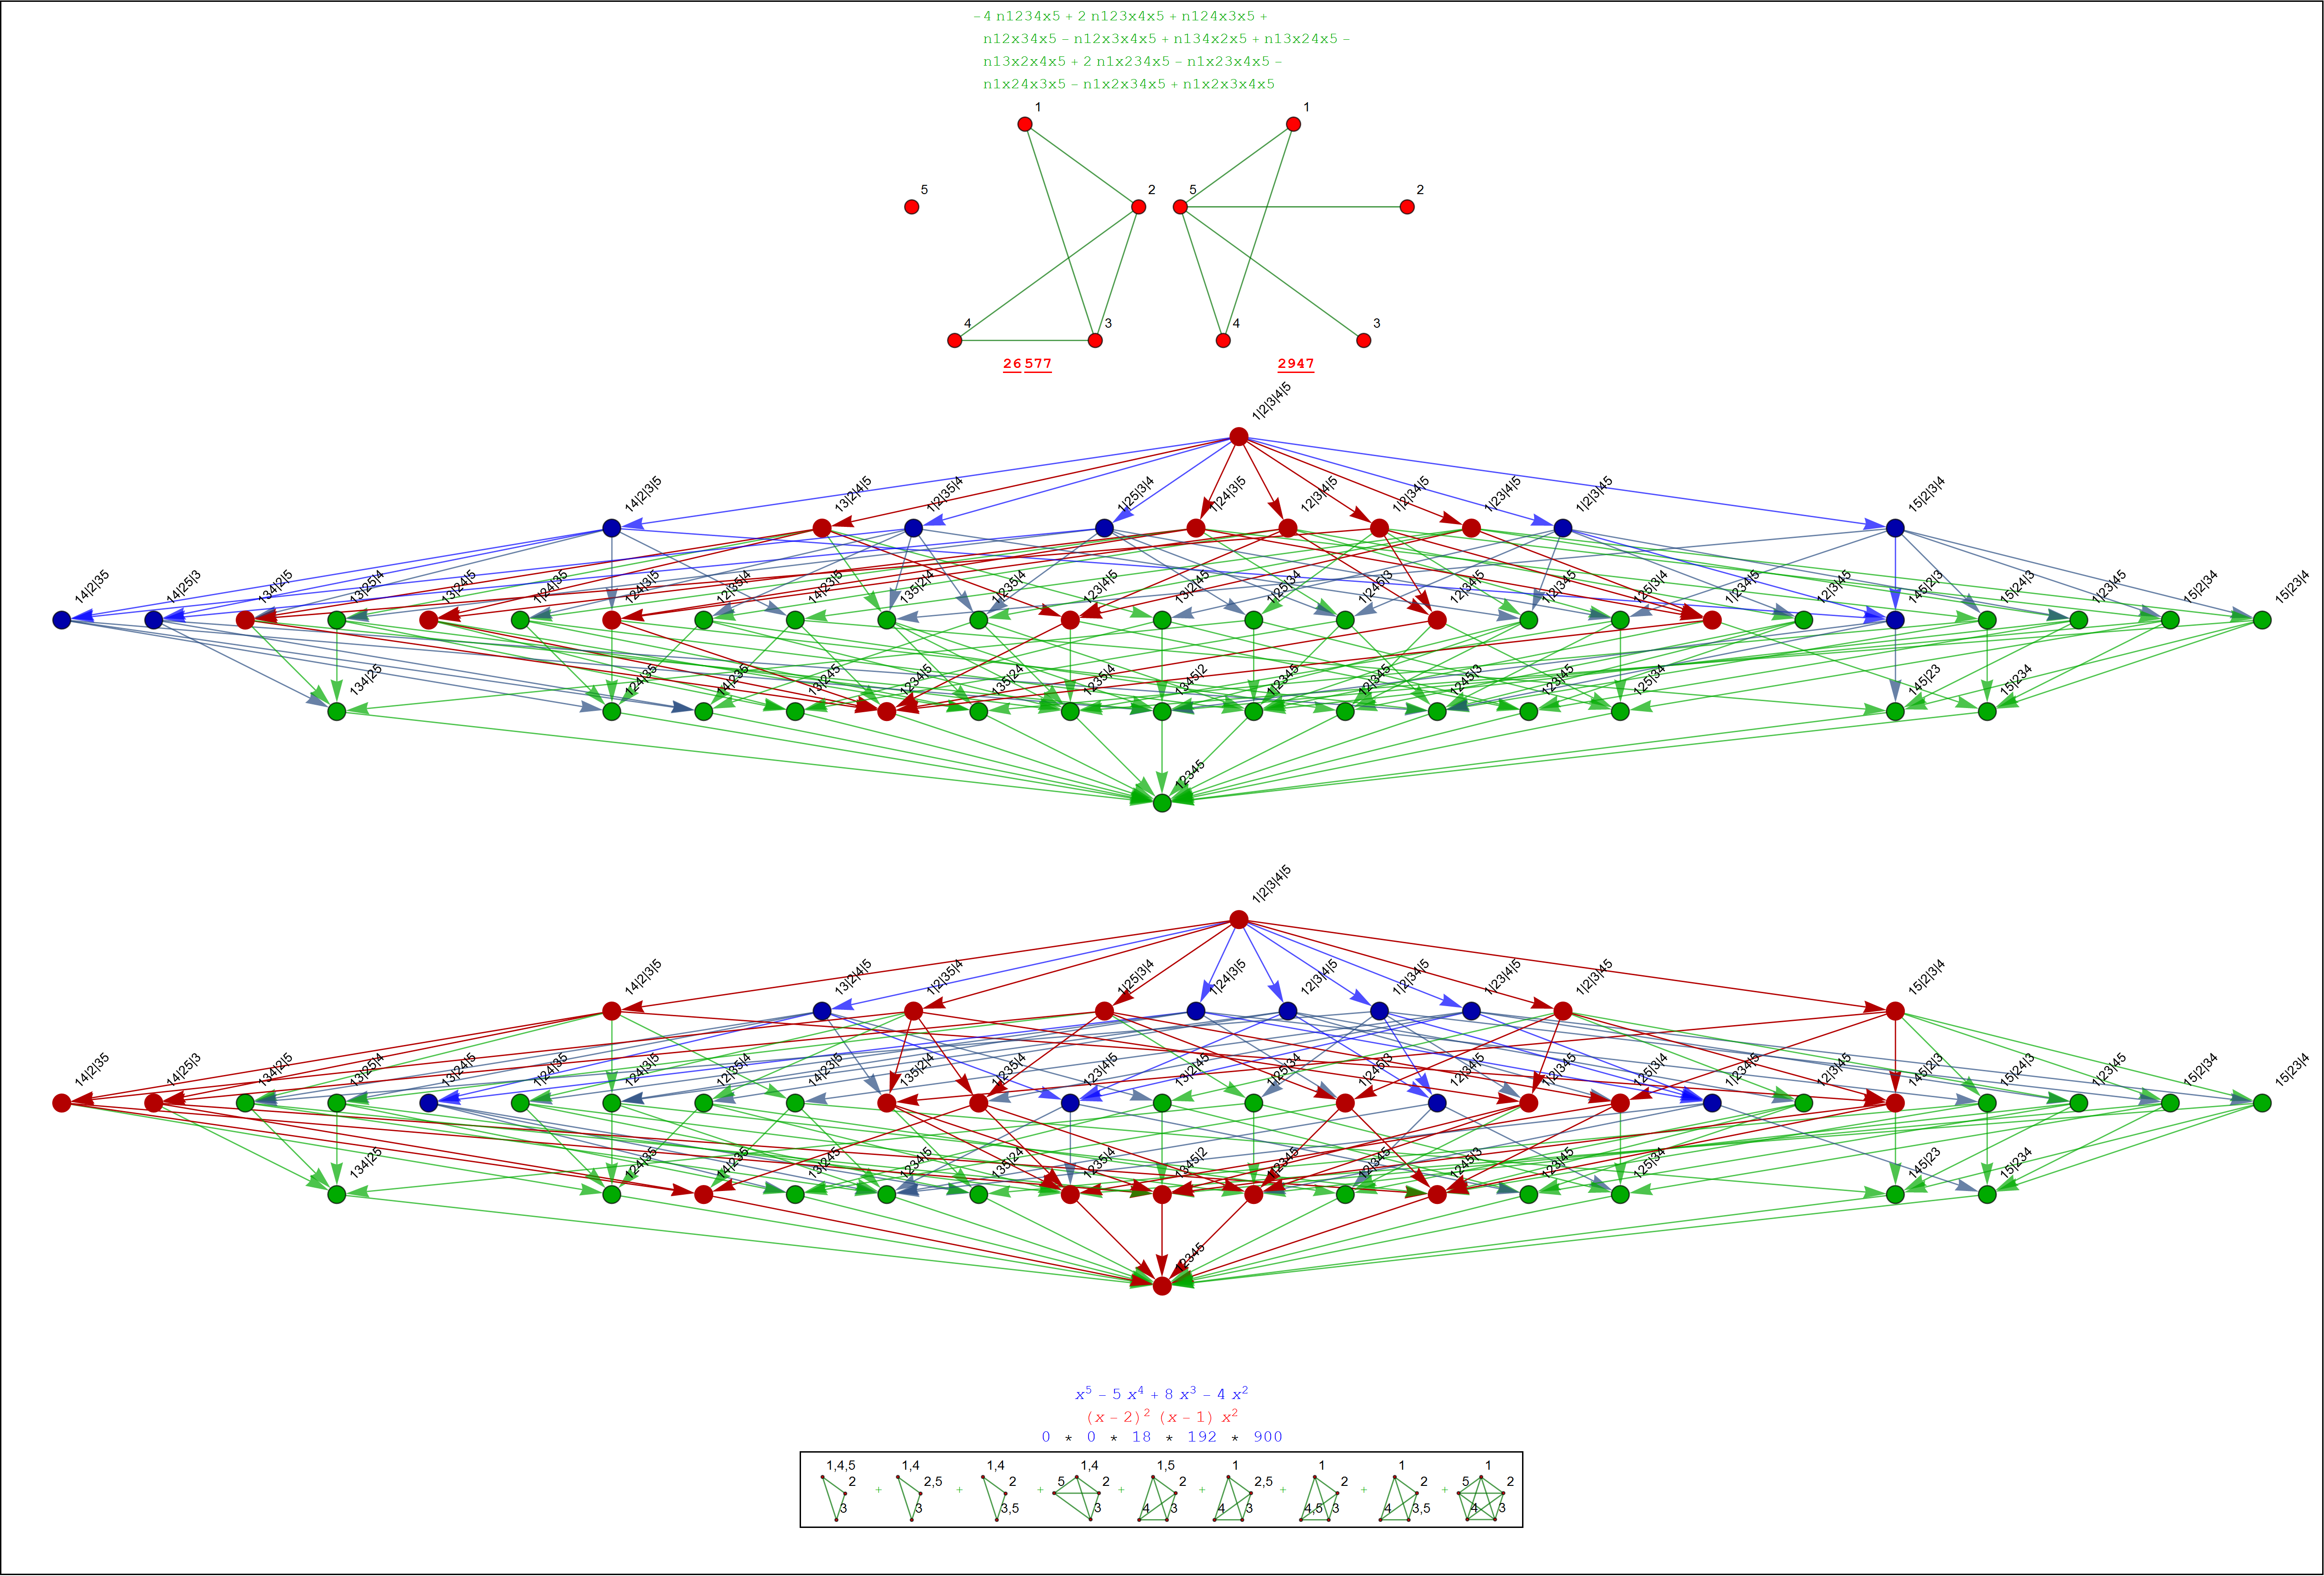 −4 n1234x5 + 2 n123x4x5 + n124x3x5 +
n12x34x5 − n12x3x4x5 + n134x2x5 + n13x24x5 −
n13x2x4x5 + 2 n1x234x5 − n1x23x4x5 −
n1x24x3x5 − n1x2x34x5 + n1x2x3x4x5
1 1
5 2 5 2
4 3 4 3
26 577 2947
1|2|3|4|5
14|2|3|5 13|2|4|5 1|2|35|4 1|25|3|4 1|24|3|5 12|3|4|5 1|2|34|5 1|23|4|5 1|2|3|45 15|2|3|4
14|2|35 14|25|3 134|2|5 13|25|4 13|24|5 1|24|35 124|3|5 12|35|4 14|23|5 135|2|4 1|235|4 123|4|5 13|2|45 1|25|34 1|245|3 12|34|5 1|2|345 125|3|4 1|234|5 12|3|45 145|2|3 15|24|3 1|23|45 15|2|34 15|23|4
134|25 124|35 14|235 13|245 1234|5 135|24 1235|4 1345|2 1|2345 12|345 1245|3 123|45 125|34 145|23 15|234
12345
1|2|3|4|5
14|2|3|5 13|2|4|5 1|2|35|4 1|25|3|4 1|24|3|5 12|3|4|5 1|2|34|5 1|23|4|5 1|2|3|45 15|2|3|4
14|2|35 14|25|3 134|2|5 13|25|4 13|24|5 1|24|35 124|3|5 12|35|4 14|23|5 135|2|4 1|235|4 123|4|5 13|2|45 1|25|34 1|245|3 12|34|5 1|2|345 125|3|4 1|234|5 12|3|45 145|2|3 15|24|3 1|23|45 15|2|34 15|23|4
134|25 124|35 14|235 13|245 1234|5 135|24 1235|4 1345|2 1|2345 12|345 1245|3 123|45 125|34 145|23 15|234
12345
x⁵ − 5 x⁴ + 8 x³ − 4 x²
(x − 2)² (x − 1) x²
0 * 0 * 18 * 192 * 900
1,4,5 1,4 1,4 1,4 1,5 1 1 1 1
2 2,5 2 5 2 2 2,5 2 2 5 2
+ + + + + + + +
3 3 3,5 3 4 3 4 3 4,5 3 4 3,5 4 3